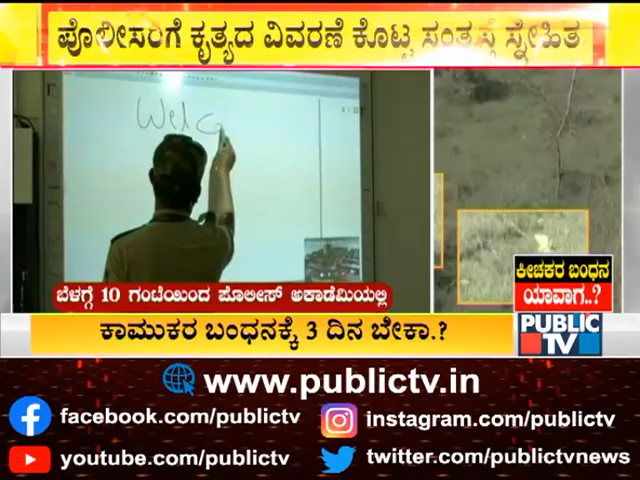 ಪೊಲೀಸರಿಗೆ ಕೃತ್ಯದ ವಿವರಣೆ ಕೊಟ್ಟ ಸಂತ್ರಸ್ತೆ ಸ್ನೇಹಿತ
Welc
ಬೆಳಗ್ಗೆ 10 ಗಂಟೆಯಿಂದ ಪೊಲೀಸ್ ಅಕಾಡೆಮಿಯಲ್ಲಿ
ಕೀಚಕರ ಬಂಧನ
ಯಾವಾಗ..?
ಕಾಮುಕರ ಬಂಧನಕ್ಕೆ 3 ದಿನ ಬೇಕಾ.?
PUBLIC
TV
www.publictv.in
facebook.com/publictv
instagram.com/publictv
youtube.com/publictv
twitter.com/publictvnews